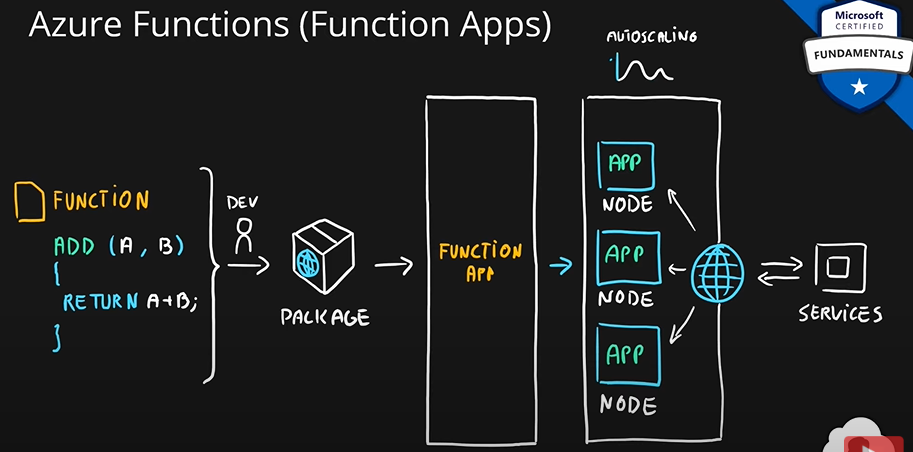 Azure Functions (Function Apps)
Microsoft
CERTIFIED
FUNDAMENTALS
AUTOSCALING
FUNCTION
ADD (A, B)
{
RETURN A+B;
}
DEV
PACKAGE
FUNCTION
APP
APP
NODE
APP
NODE
APP
NODE
SERVICES